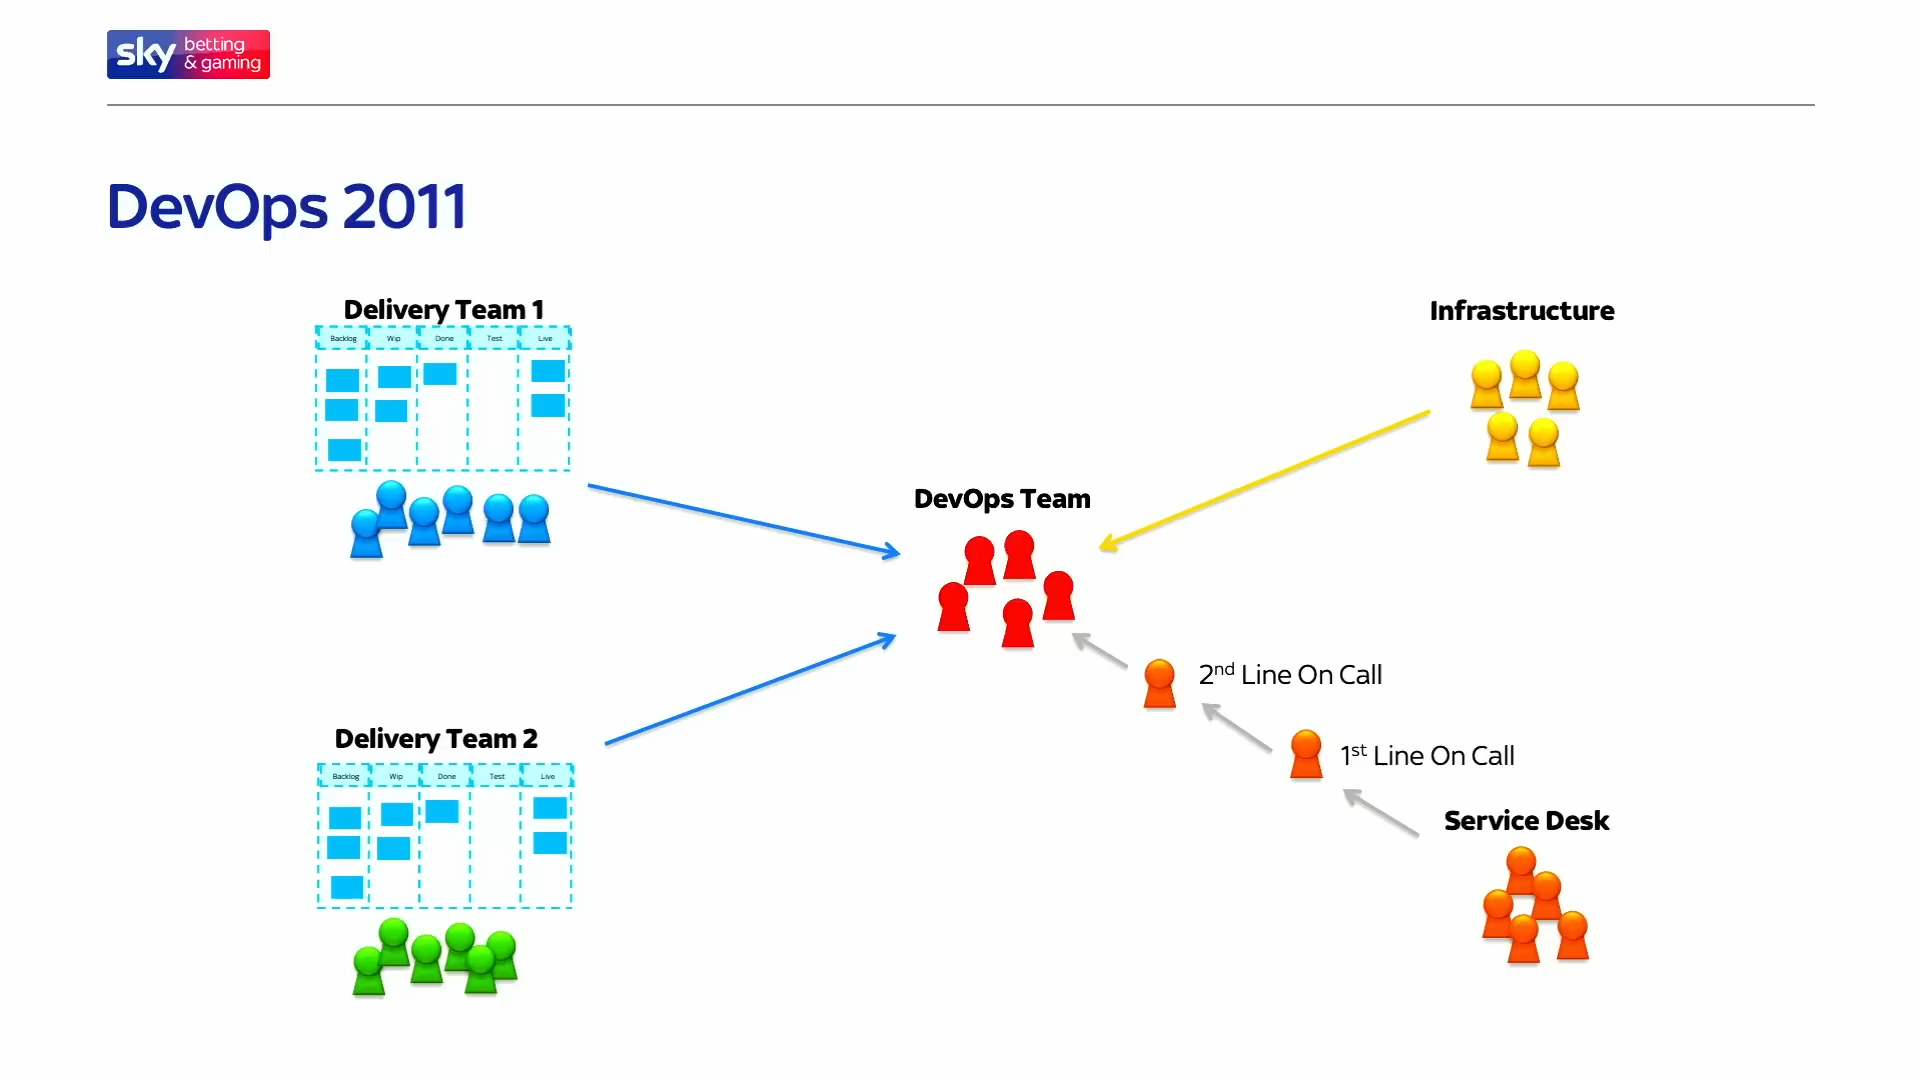 sky betting
& gaming
DevOps 2011
Delivery Team 1
Backlog Wip Done Test Live
Infrastructure
DevOps Team
2nd Line On Call
1st Line On Call
Delivery Team 2
Backlog Wip Done Test Live
Service Desk